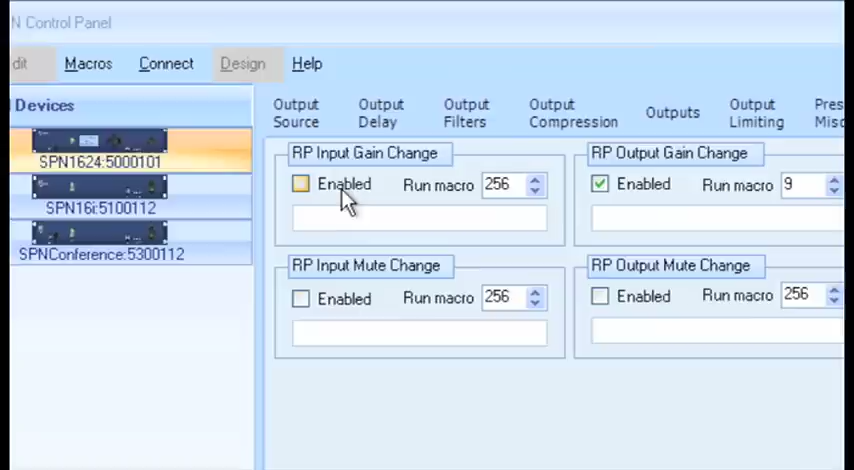 N Control Panel
dit Macros Connect Design Help
Devices
SPN1624:5000101
SPN16i:5100112
SPNConference:5300112
Output Source
Output Delay
Output Filters
Output Compression
Outputs
Output Limiting
Pres Misc
RP Input Gain Change
Enabled Run macro 256
RP Output Gain Change
Enabled Run macro 9
RP Input Mute Change
Enabled Run macro 256
RP Output Mute Change
Enabled Run macro 256